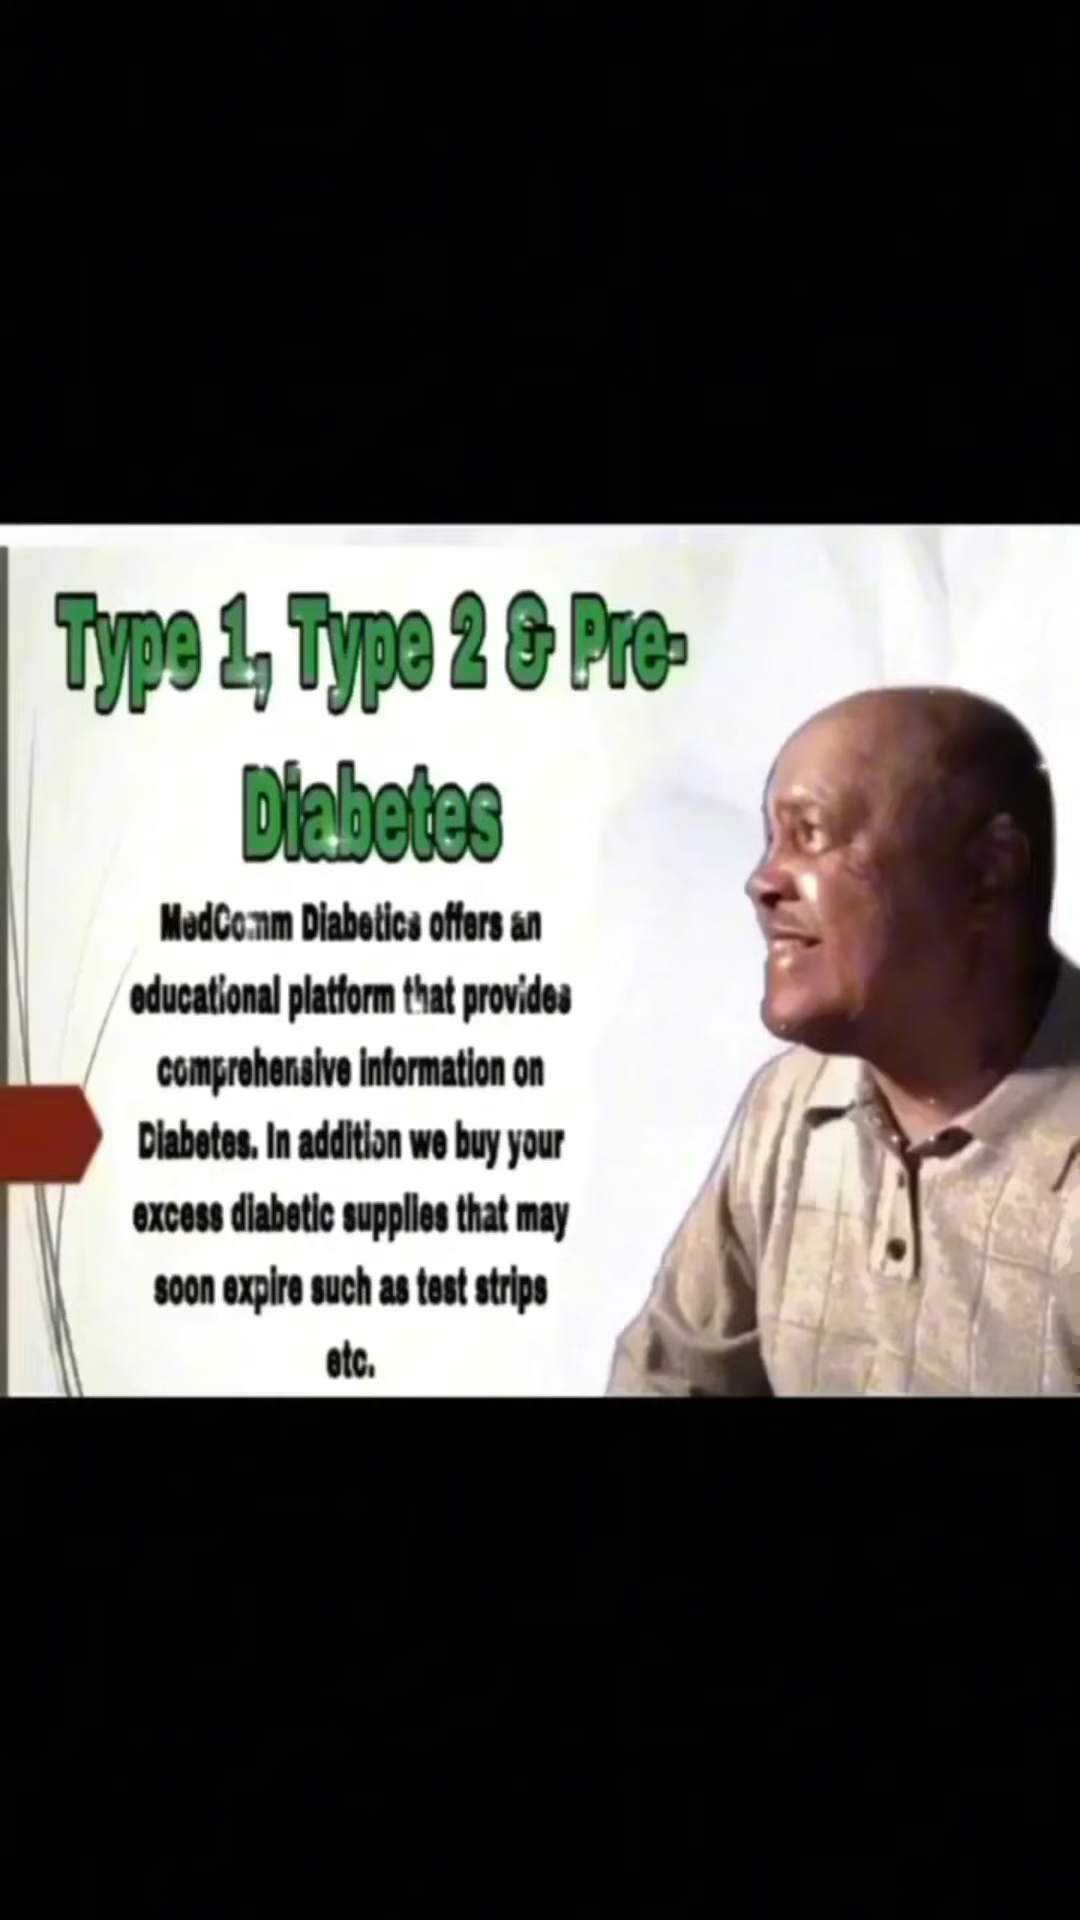 Type 1, Type 2 & Pre-
Diabetes
MedComm Diabetics offers an
educational platform that provides
comprehensive information on
Diabetes. In addition we buy your
excess diabetic supplies that may
soon expire such as test strips
etc.